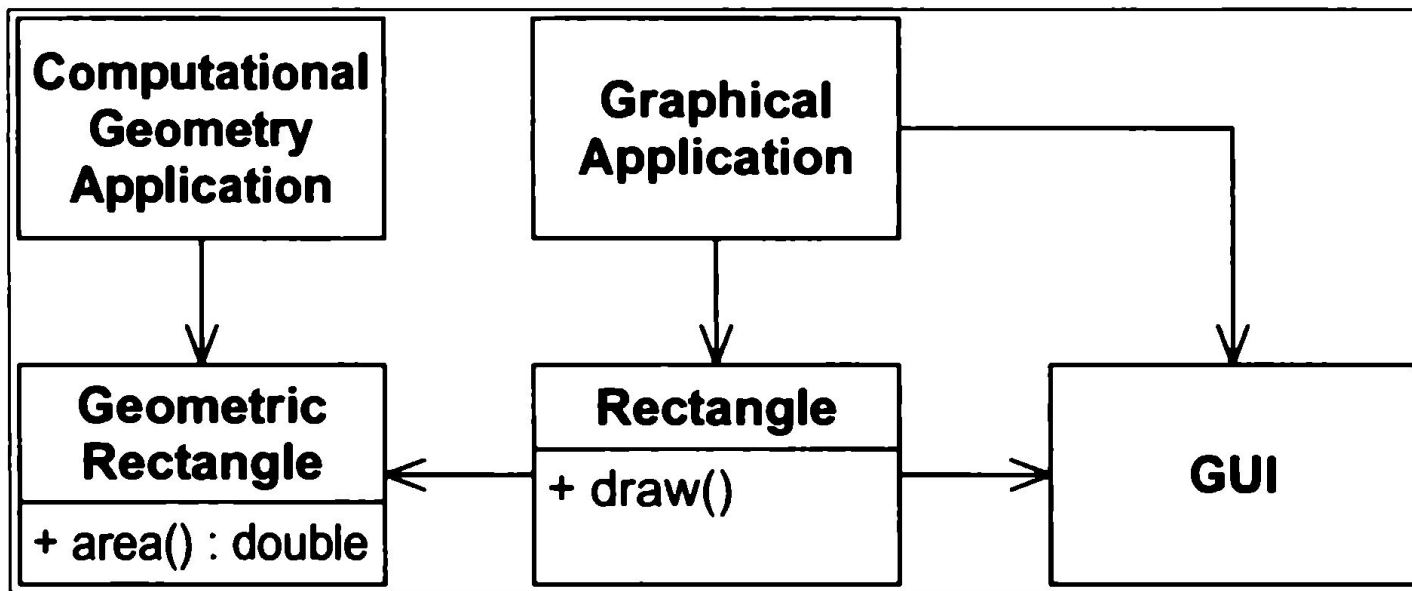 Computational
Geometry
Application
Graphical
Application
Geometric
Rectangle
+ area() : double
Rectangle
+ draw()
GUI